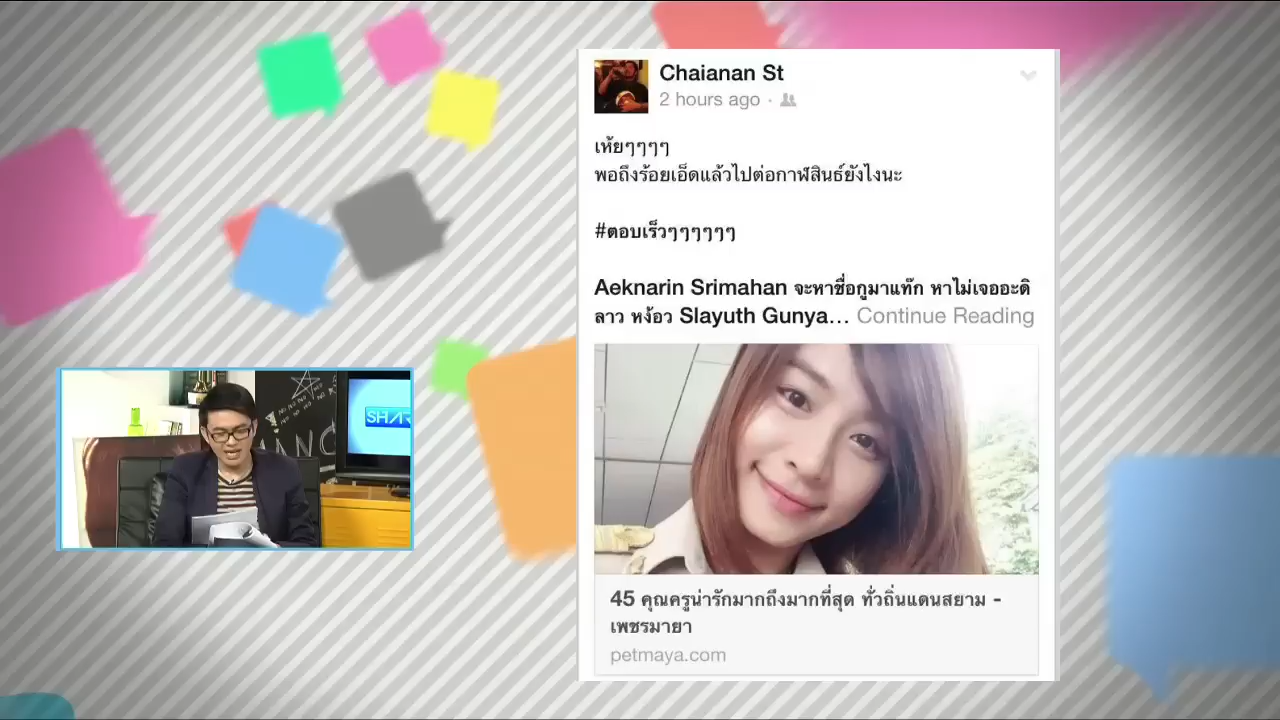 Chaianan St
2 hours ago ·
เห้ยๆๆๆๆ
พอถึงร้อยเอ็ดแล้วไปต่อกาฬสินธ์ยังไงนะ
#ตอบเร็วๆๆๆๆๆๆ
Aeknarin Srimahan จะหาชื่อกูมาแท๊ก หาไม่เจออะดิ
ลาว หง้อว Slayuth Gunya... Continue Reading
NO NO NO NO
SHAR
ANG
45 คุณครูน่ารักมากถึงมากที่สุด ทั่วถิ่นแดนสยาม -
เพชรมายา
petmaya.com